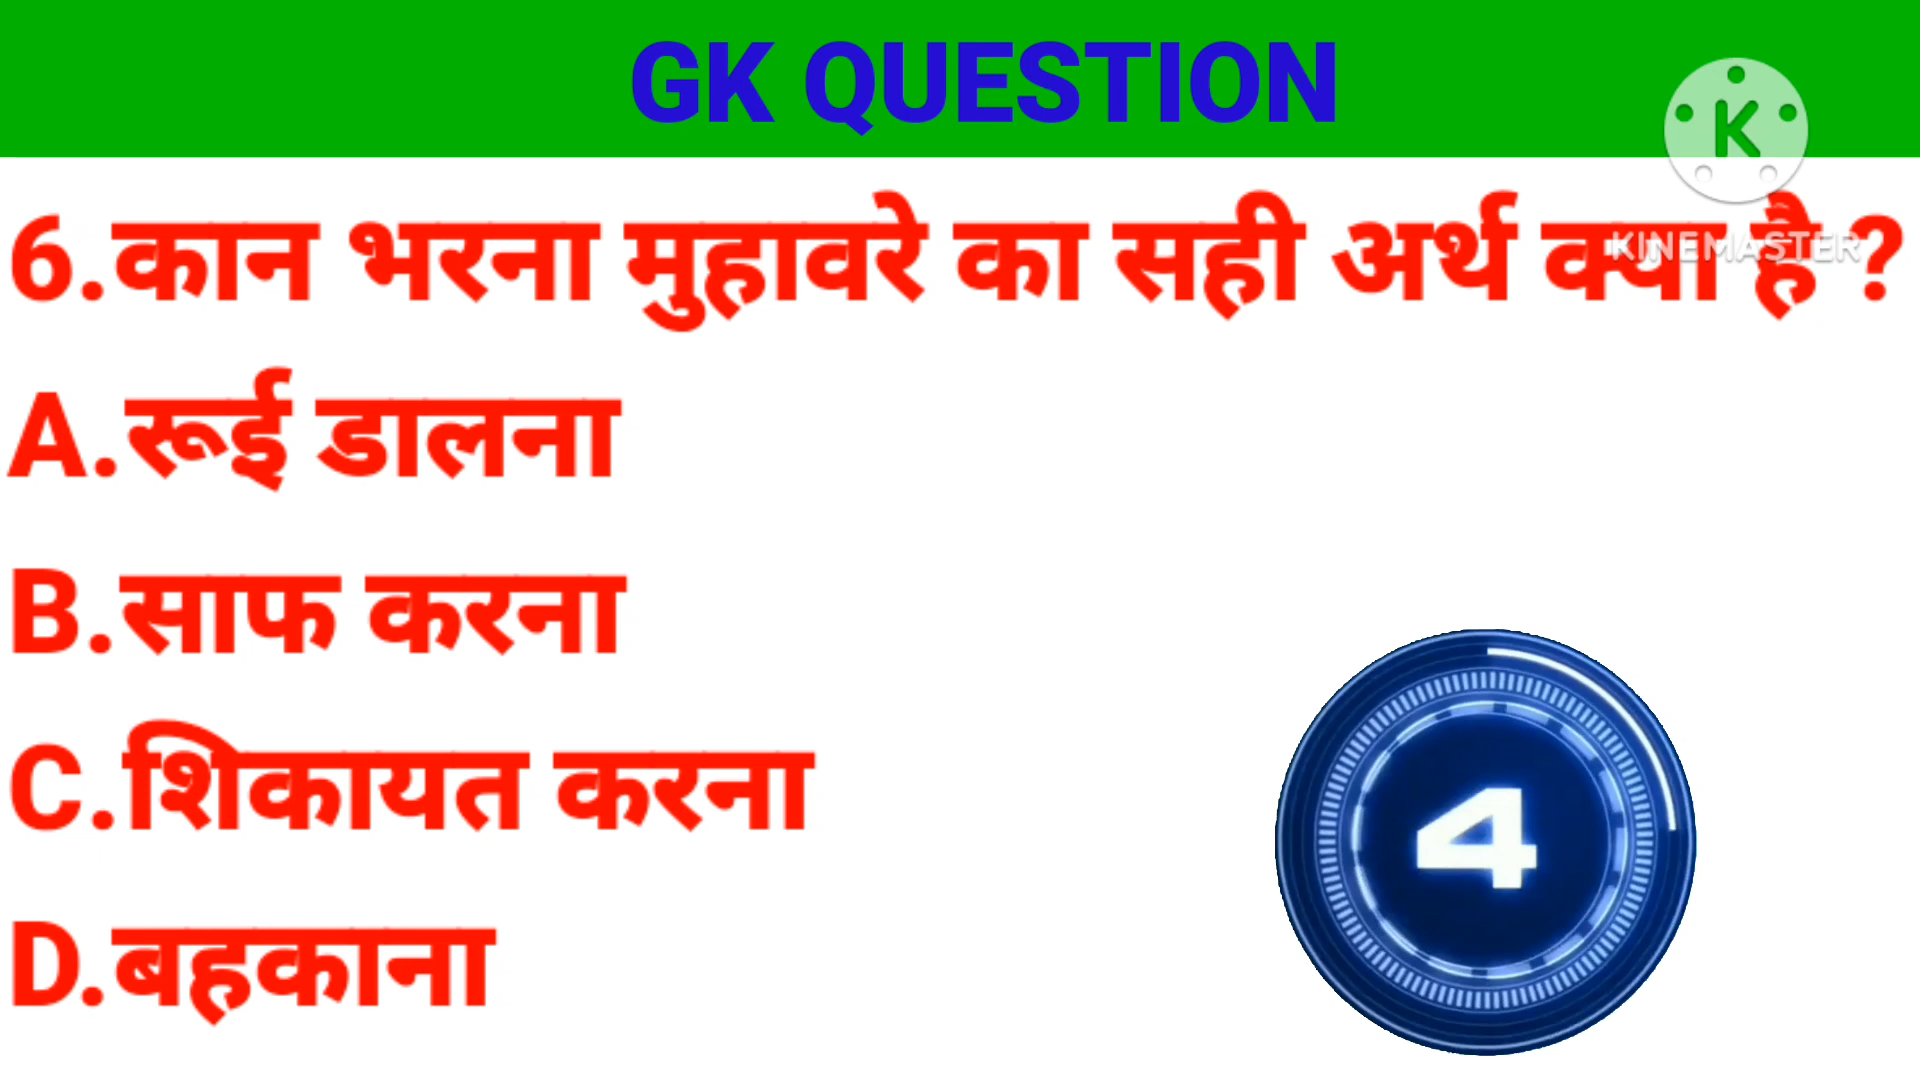 GK QUESTION
K
KINEMASTER
6.कान भरना मुहावरे का सही अर्थ क्या है ?
A.रूई डालना
B.साफ करना
C.शिकायत करना
D.बहकाना
4